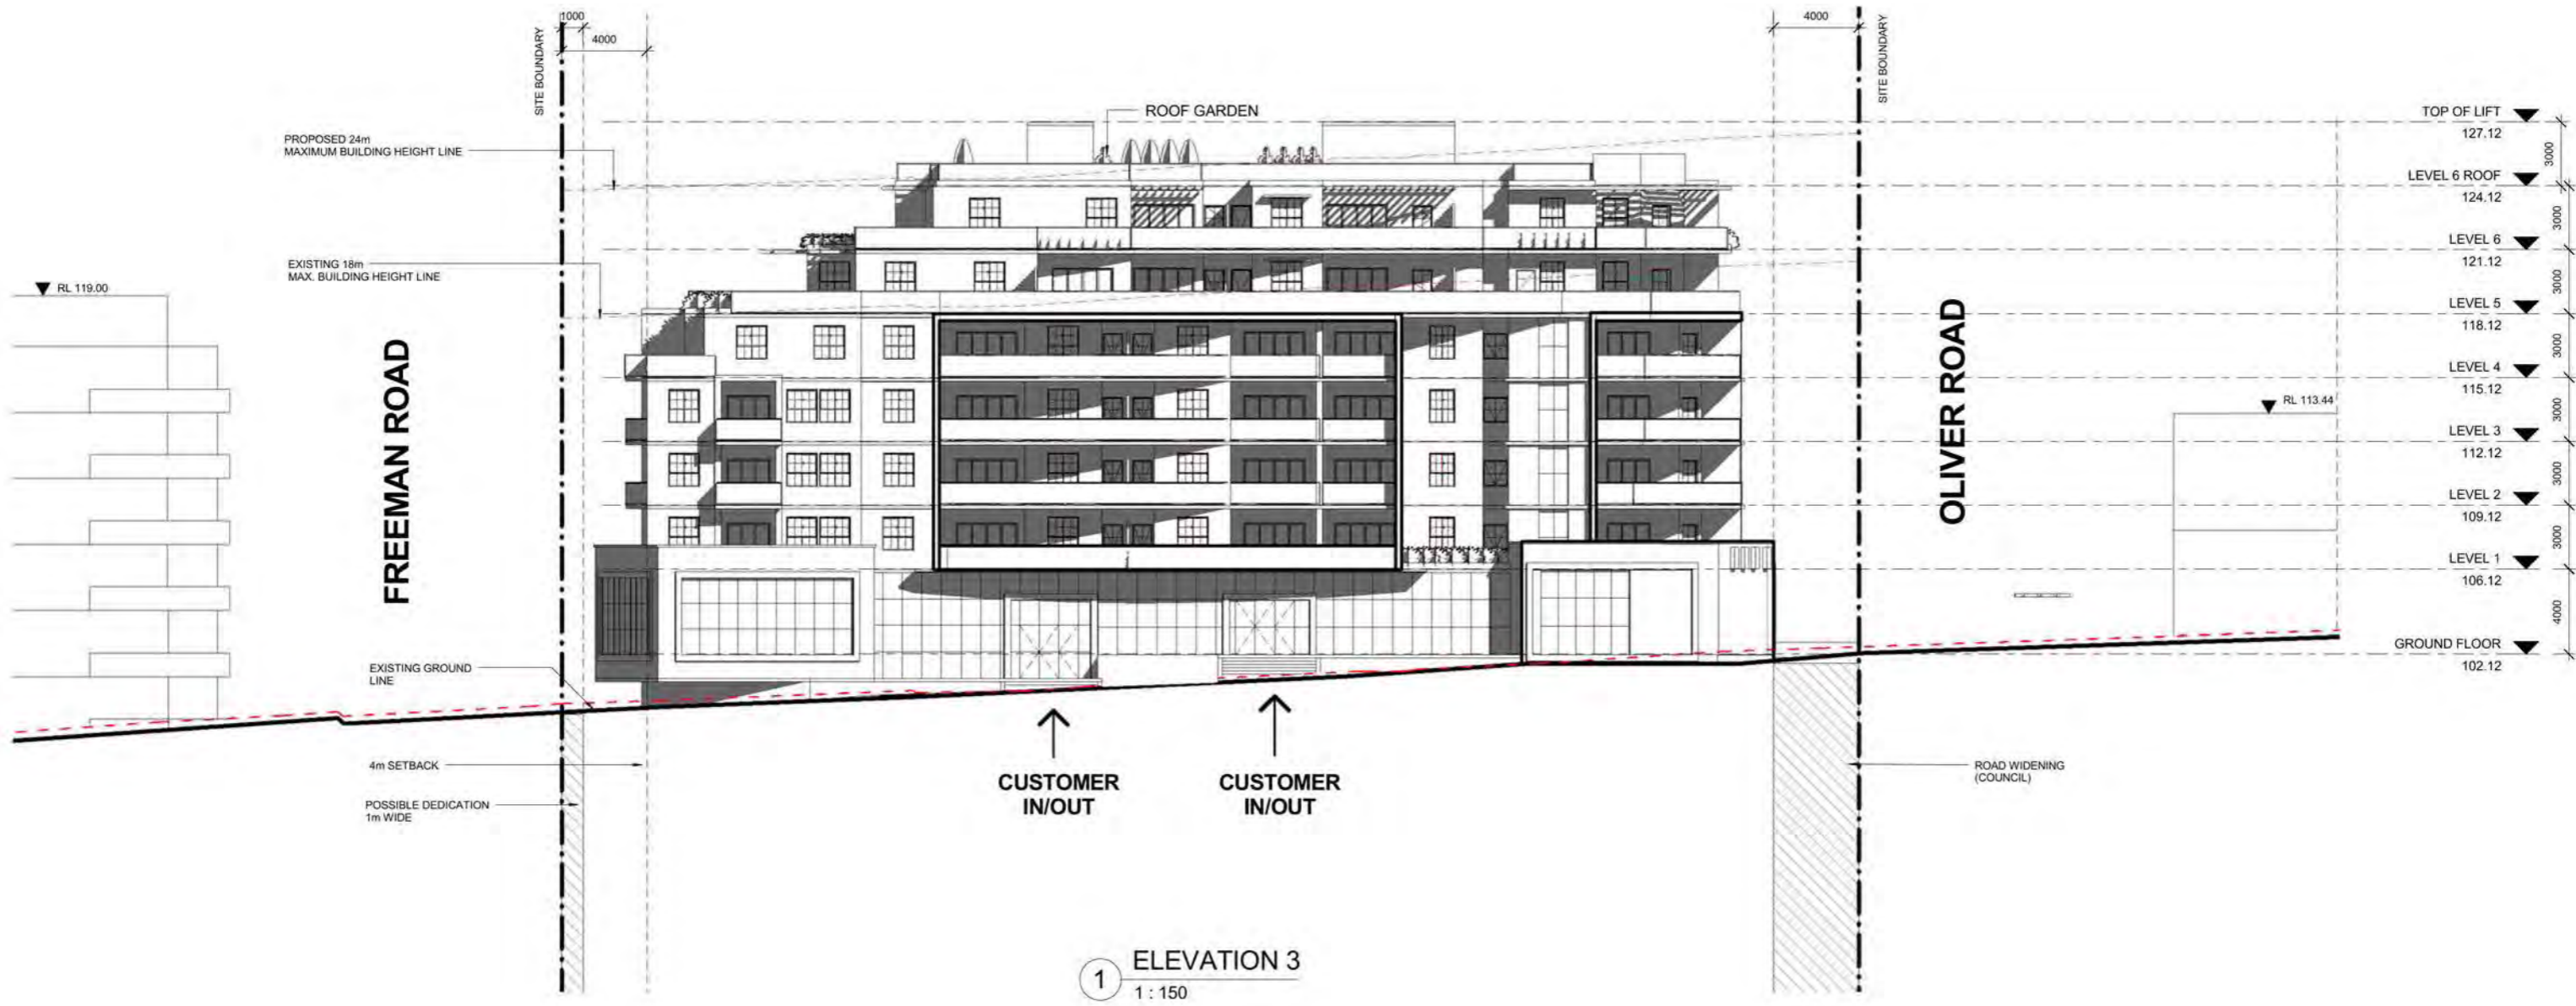 1000
4000
4000
SITE BOUNDARY
SITE BOUNDARY
ROOF GARDEN
PROPOSED 24m
MAXIMUM BUILDING HEIGHT LINE
EXISTING 18m
MAX. BUILDING HEIGHT LINE
RL 119.00
FREEMAN ROAD
OLIVER ROAD
RL 113.44
TOP OF LIFT
127.12
3000
LEVEL 6 ROOF
124.12
3000
LEVEL 6
121.12
3000
LEVEL 5
118.12
3000
LEVEL 4
115.12
3000
LEVEL 3
112.12
3000
LEVEL 2
109.12
3000
LEVEL 1
106.12
4000
GROUND FLOOR
102.12
EXISTING GROUND
LINE
4m SETBACK
POSSIBLE DEDICATION
1m WIDE
CUSTOMER
IN/OUT
CUSTOMER
IN/OUT
ROAD WIDENING
(COUNCIL)
1
ELEVATION 3
1 : 150